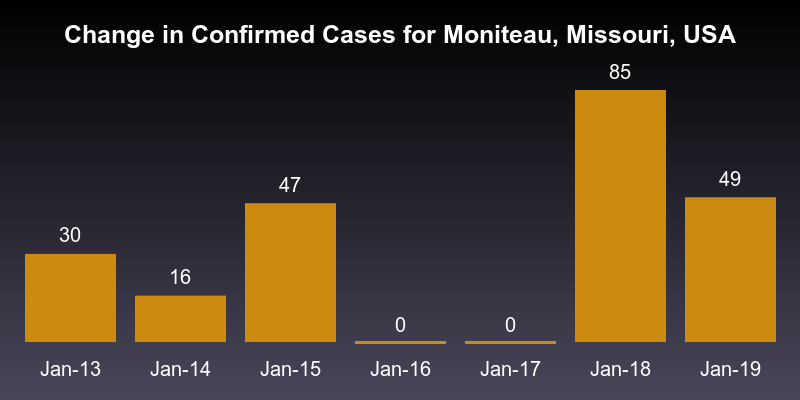 Change in Confirmed Cases for Moniteau, Missouri, USA
30
16
47
0
0
85
49
Jan-13
Jan-14
Jan-15
Jan-16
Jan-17
Jan-18
Jan-19